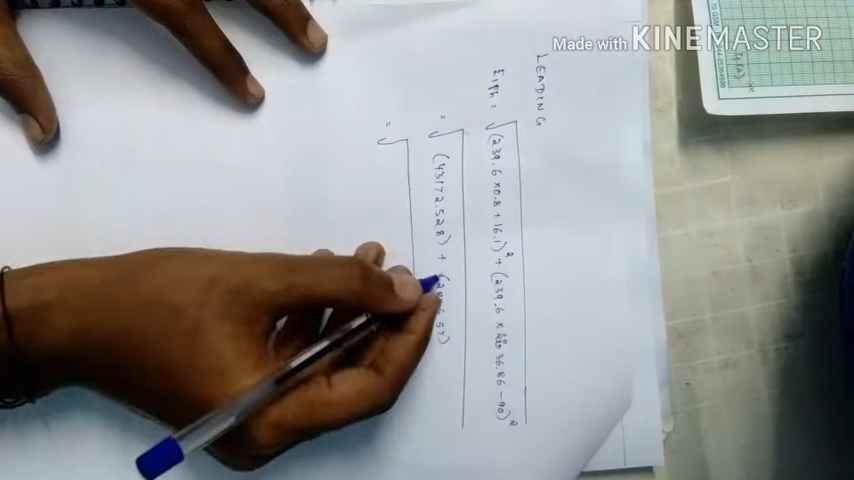 Made with KINEMASTER
LEADING
E1ph = √(239.6 × 0.8 + 16.1)² + (239.6 × sin 36.86 - 90)²
= √(43172.528) +
= √